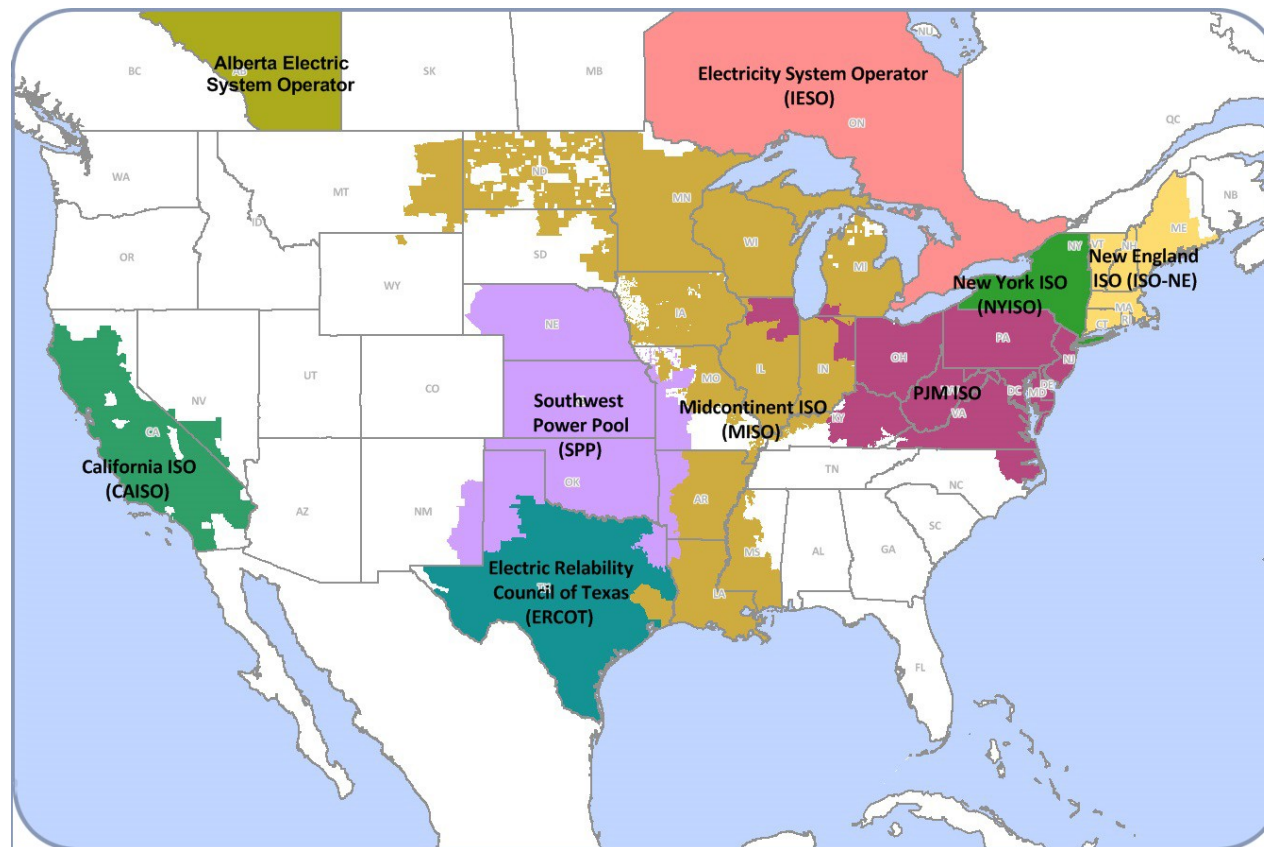 NU
Alberta Electric
System Operator
BC
AB
SK
MB
Electricity System Operator
(IESO)
ON
QC
NB
WA
MT
ND
MN
ID
OR
SD
WI
MI
NY
VT
NH
ME
New England
ISO (ISO-NE)
New York ISO
(NYISO)
MA
RI
CT
WY
NE
IA
PA
NJ
OH
NV
UT
CO
IL
IN
MO
DC
DE
MD
PJM ISO
VA
KY
Southwest
Power Pool
(SPP)
Midcontinent ISO
(MISO)
CA
California ISO
(CAISO)
AZ
NM
OK
AR
TN
NC
SC
MS
AL
GA
Electric Relability
Council of Texas
(ERCOT)
LA
FL